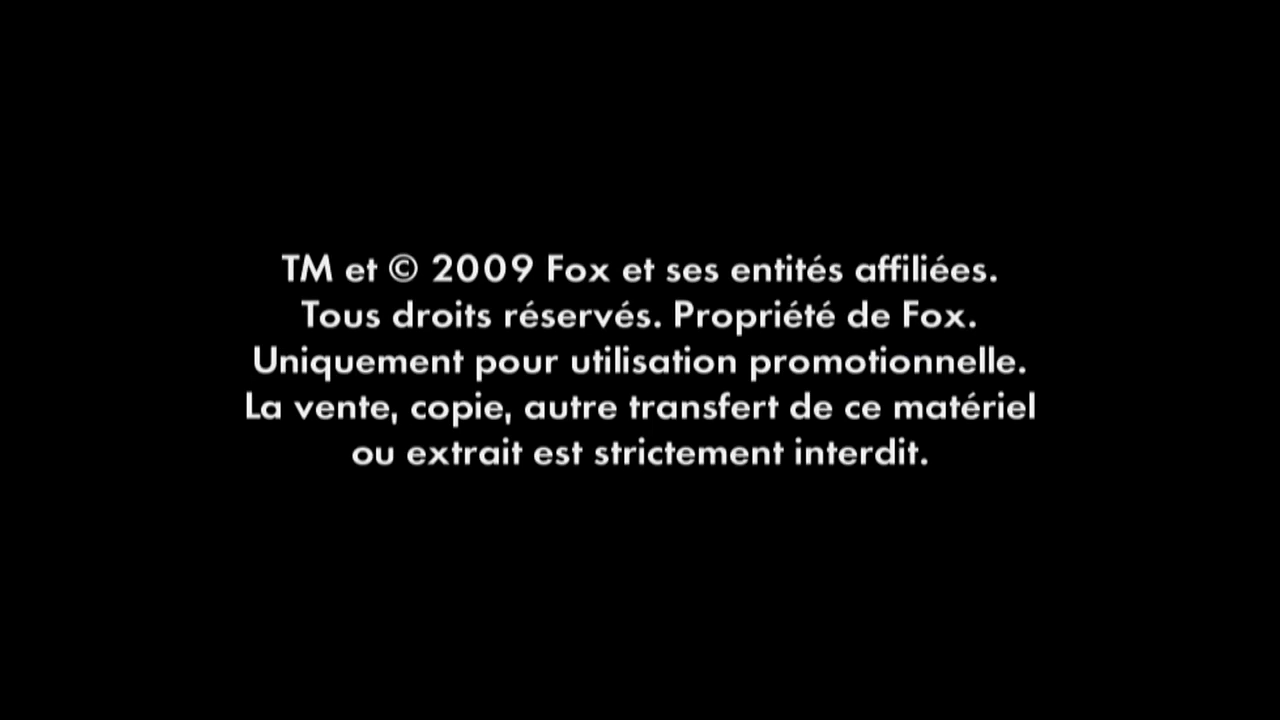 TM et © 2009 Fox et ses entités affiliées.
Tous droits réservés. Propriété de Fox.
Uniquement pour utilisation promotionnelle.
La vente, copie, autre transfert de ce matériel
ou extrait est strictement interdit.